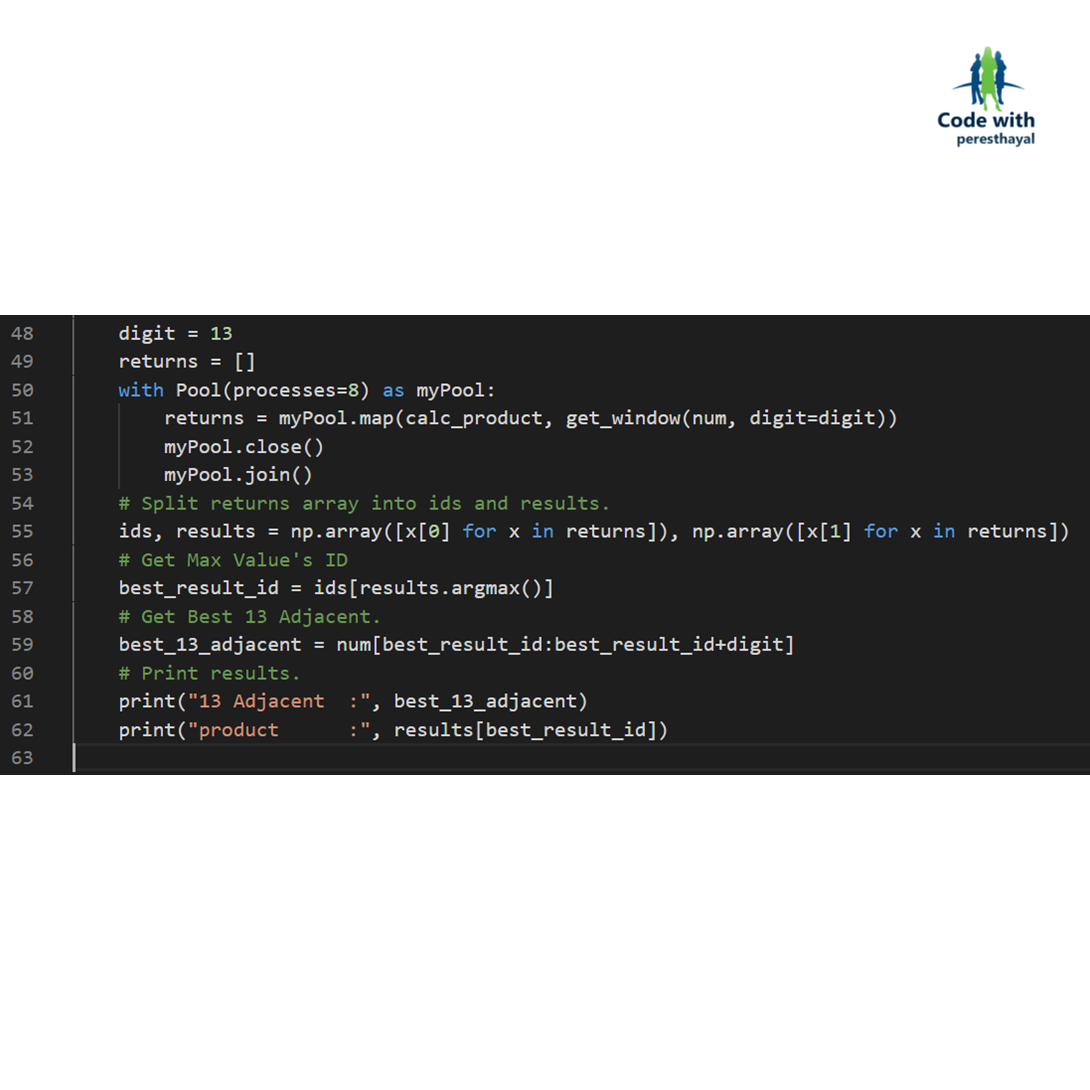 Code with
peresthayal
48 digit = 13
49 returns = []
50 with Pool(processes=8) as myPool:
51 returns = myPool.map(calc_product, get_window(num, digit=digit))
52 myPool.close()
53 myPool.join()
54 # Split returns array into ids and results.
55 ids, results = np.array([x[0] for x in returns]), np.array([x[1] for x in returns])
56 # Get Max Value's ID
57 best_result_id = ids[results.argmax()]
58 # Get Best 13 Adjacent.
59 best_13_adjacent = num[best_result_id:best_result_id+digit]
60 # Print results.
61 print("13 Adjacent  :", best_13_adjacent)
62 print("product      :", results[best_result_id])
63